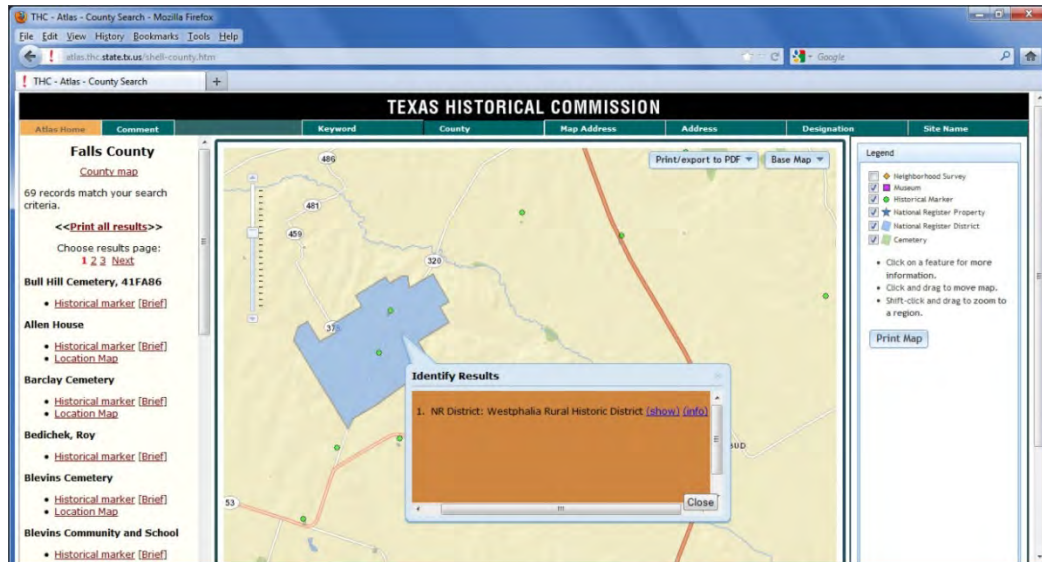 THC - Atlas - County Search - Mozilla Firefox
File Edit View History Bookmarks Tools Help
atlas.thc.state.tx.us/shell-county.htm
Google
THC - Atlas - County Search
TEXAS HISTORICAL COMMISSION
Atlas Home Comment Keyword County Map Address Address Designation Site Name
Falls County
County map
69 records match your search
criteria.
<<Print all results>>
Choose results page:
1 2 3 Next
Bull Hill Cemetery, 41FA86
Historical marker [Brief]
Allen House
Historical marker [Brief]
Location Map
Barclay Cemetery
Historical marker [Brief]
Location Map
Bedichek, Roy
Historical marker [Brief]
Blevins Cemetery
Historical marker [Brief]
Location Map
Blevins Community and School
Historical marker [Brief]
Print/export to PDF Base Map
486
481
459
320
53
UD
Identify Results
1. NR District: Westphalia Rural Historic District (show) (info)
Close
Legend
Neighborhood Survey
Museum
Historical Marker
National Register Property
National Register District
Cemetery
Click on a feature for more
information.
Click and drag to move map.
Shift-click and drag to zoom to
a region.
Print Map